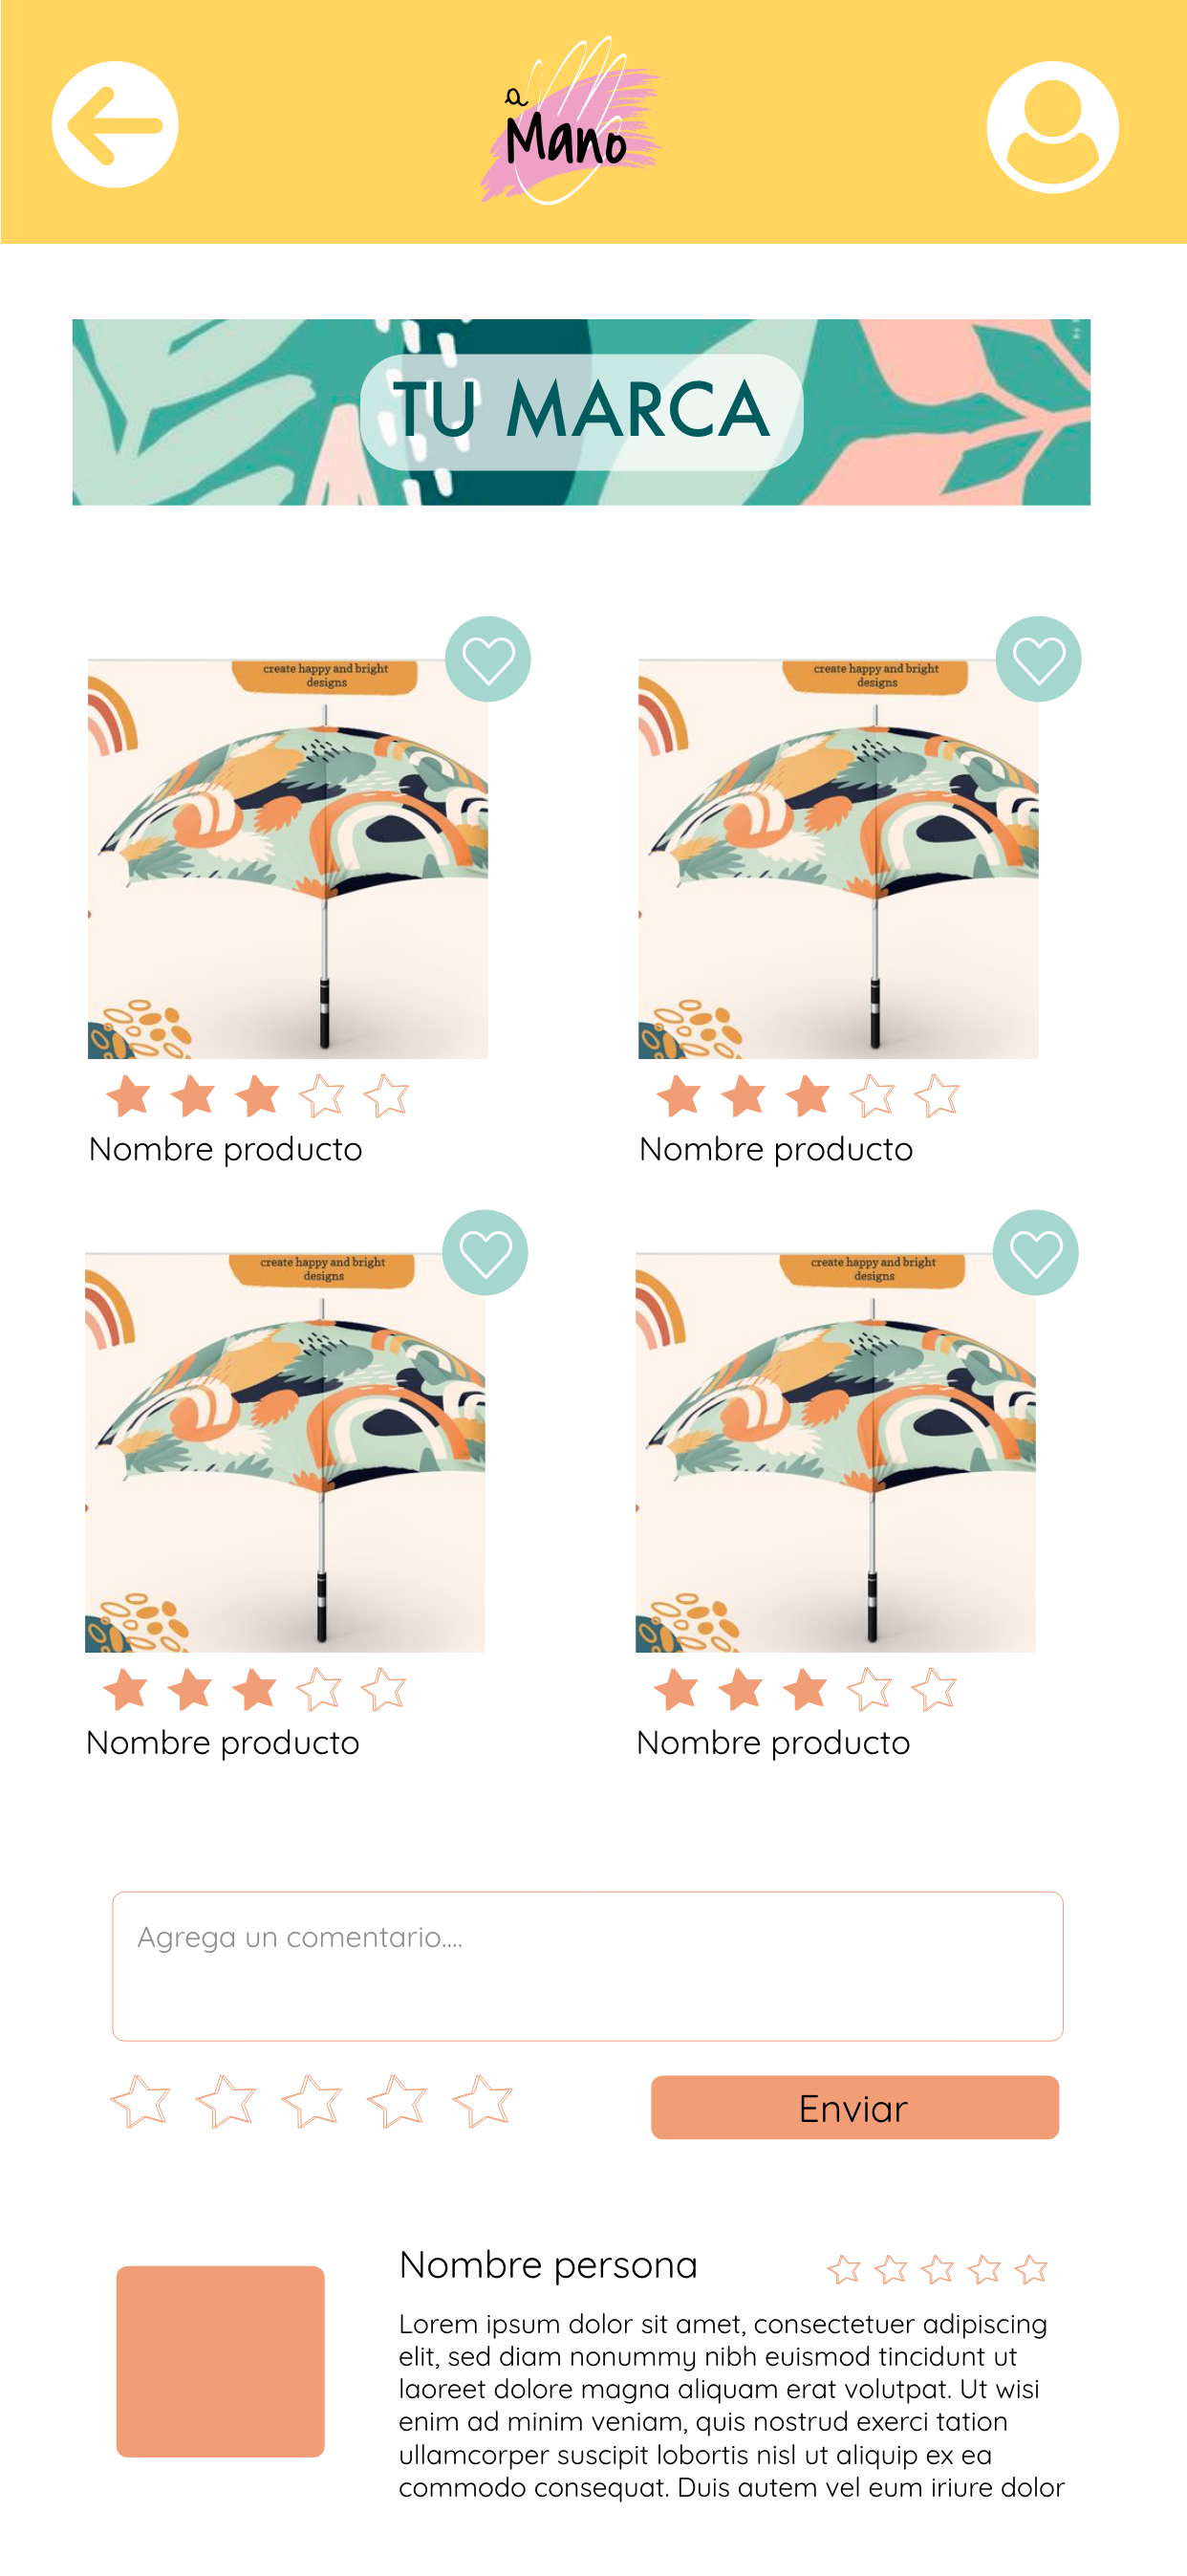 a
Mano
TU MARCA
create happy and bright
designs
create happy and bright
designs
Nombre producto
Nombre producto
create happy and bright
designs
create happy and bright
designs
Nombre producto
Nombre producto
Agrega un comentario....
Enviar
Nombre persona
Lorem ipsum dolor sit amet, consectetuer adipiscing
elit, sed diam nonummy nibh euismod tincidunt ut
laoreet dolore magna aliquam erat volutpat. Ut wisi
enim ad minim veniam, quis nostrud exerci tation
ullamcorper suscipit lobortis nisl ut aliquip ex ea
commodo consequat. Duis autem vel eum iriure dolor